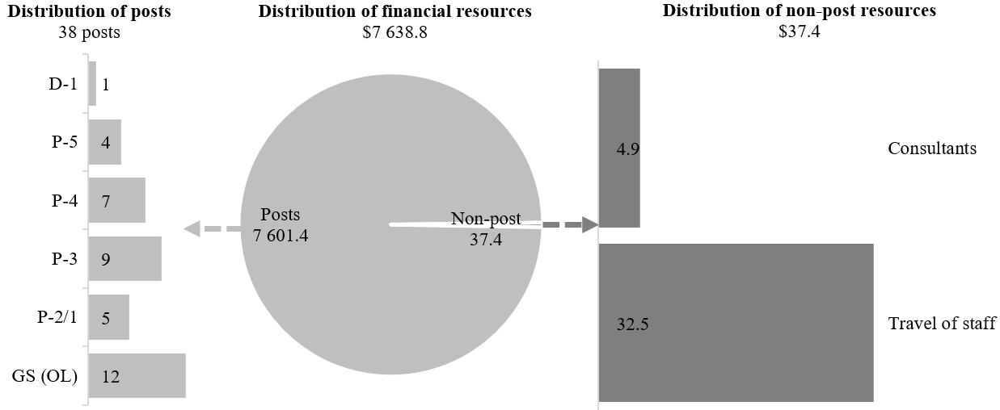 Distribution of posts
38 posts
D-1
1
P-5
4
P-4
7
P-3
9
P-2/1
5
GS (OL)
12
Distribution of financial resources
$7 638.8
Posts
7 601.4
Non-post
37.4
Distribution of non-post resources
$37.4
4.9
Consultants
32.5
Travel of staff